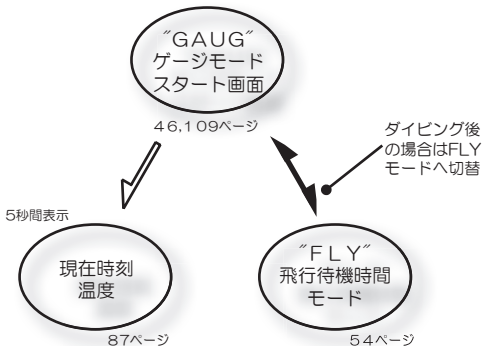 "GAUG"
ゲージモード
スタート画面
46,109ページ
ダイビング後
の場合はFLY
モードへ切替
5秒間表示
現在時刻
温度
87ページ
"FLY"
飛行待機時間
モード
54ページ